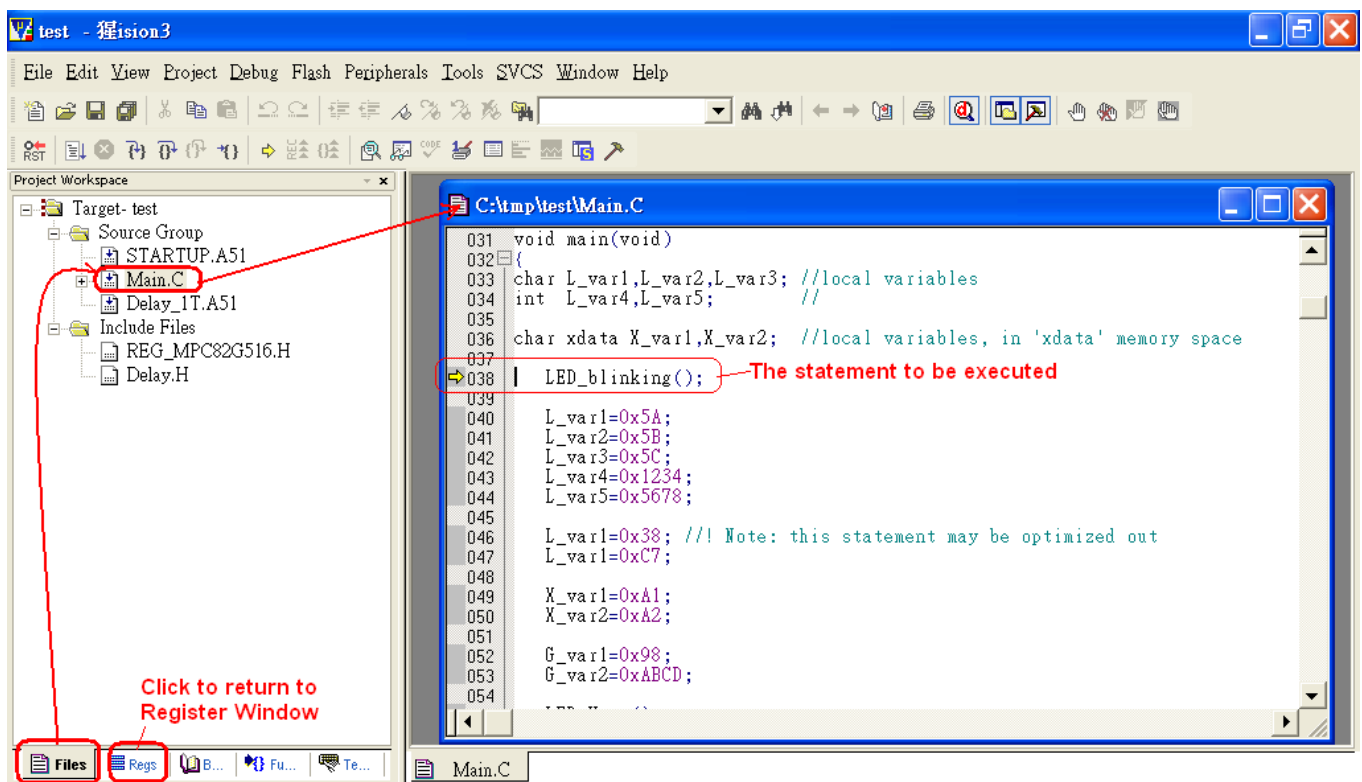 test - 猩ision3
File Edit View Project Debug Flash Peripherals Tools SVCS Window Help
RST
CODE
Project Workspace
Target- test
Source Group
STARTUP.A51
Main.C
Delay_1T.A51
Include Files
REG_MPC82G516.H
Delay.H
Click to return to
Register Window
Files Regs B... Fu... Te...
C:\tmp\test\Main.C
031 void main(void)
032 {
033 char L_var1,L_var2,L_var3; //local variables
034 int L_var4,L_var5; //
035
036 char xdata X_var1,X_var2; //local variables, in 'xdata' memory space
037
038 LED_blinking(); The statement to be executed
039
040 L_var1=0x5A;
041 L_var2=0x5B;
042 L_var3=0x5C;
043 L_var4=0x1234;
044 L_var5=0x5678;
045
046 L_var1=0x38; //! Note: this statement may be optimized out
047 L_var1=0xC7;
048
049 X_var1=0xA1;
050 X_var2=0xA2;
051
052 G_var1=0x98;
053 G_var2=0xABCD;
054
Main.C